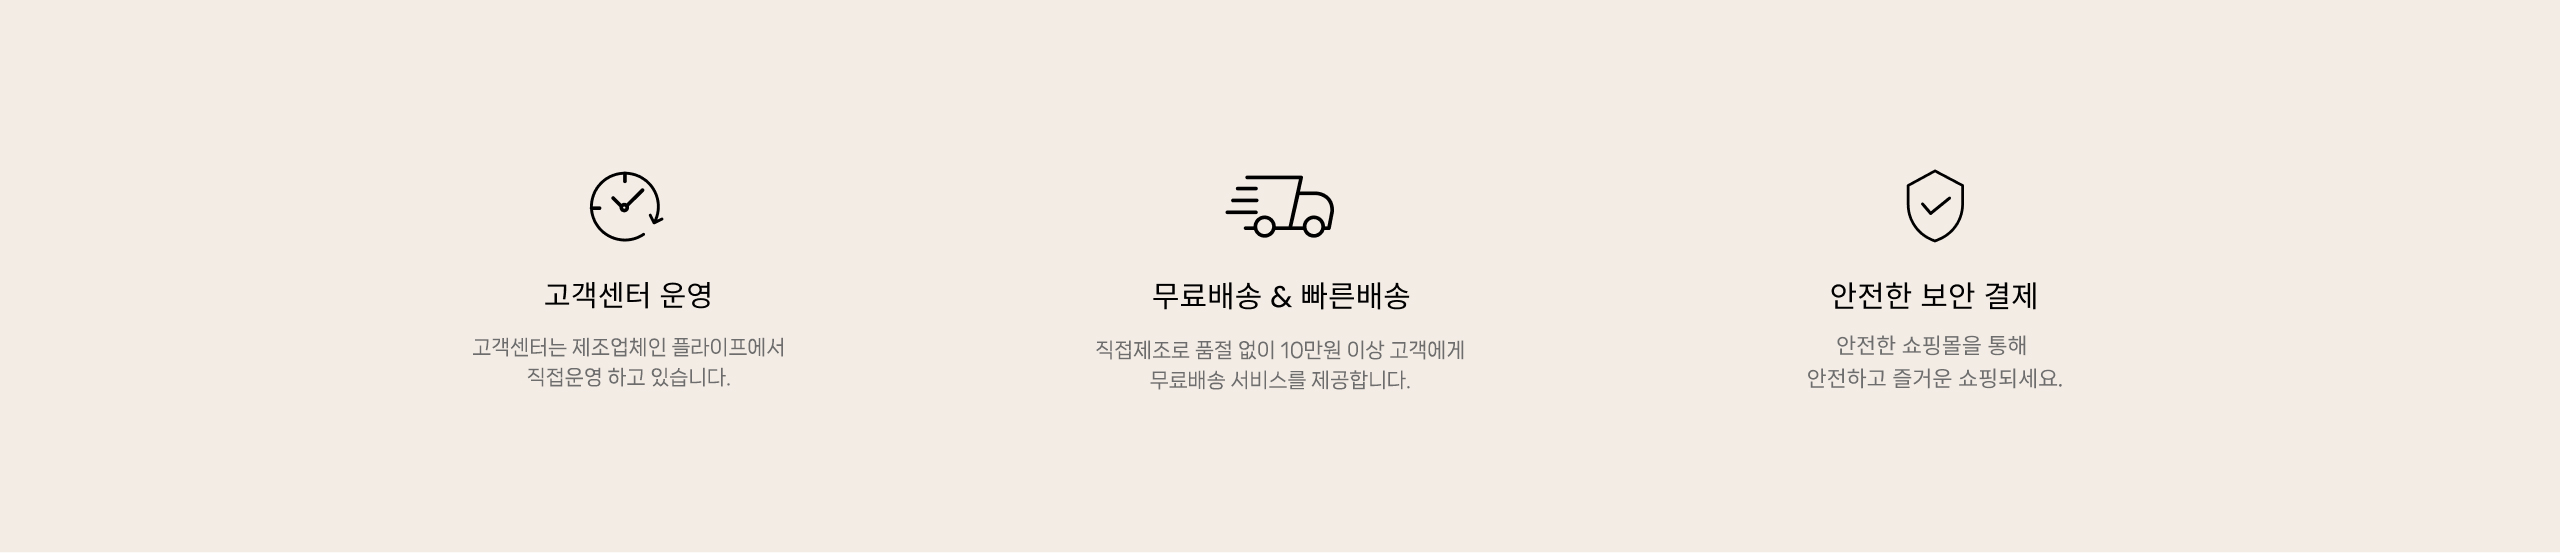 고객센터 운영
고객센터는 제조업체인 플라이프에서
직접운영 하고 있습니다.
무료배송 & 빠른배송
직접제조로 품절 없이 10만원 이상 고객에게
무료배송 서비스를 제공합니다.
안전한 보안 결제
안전한 쇼핑몰을 통해
안전하고 즐거운 쇼핑되세요.